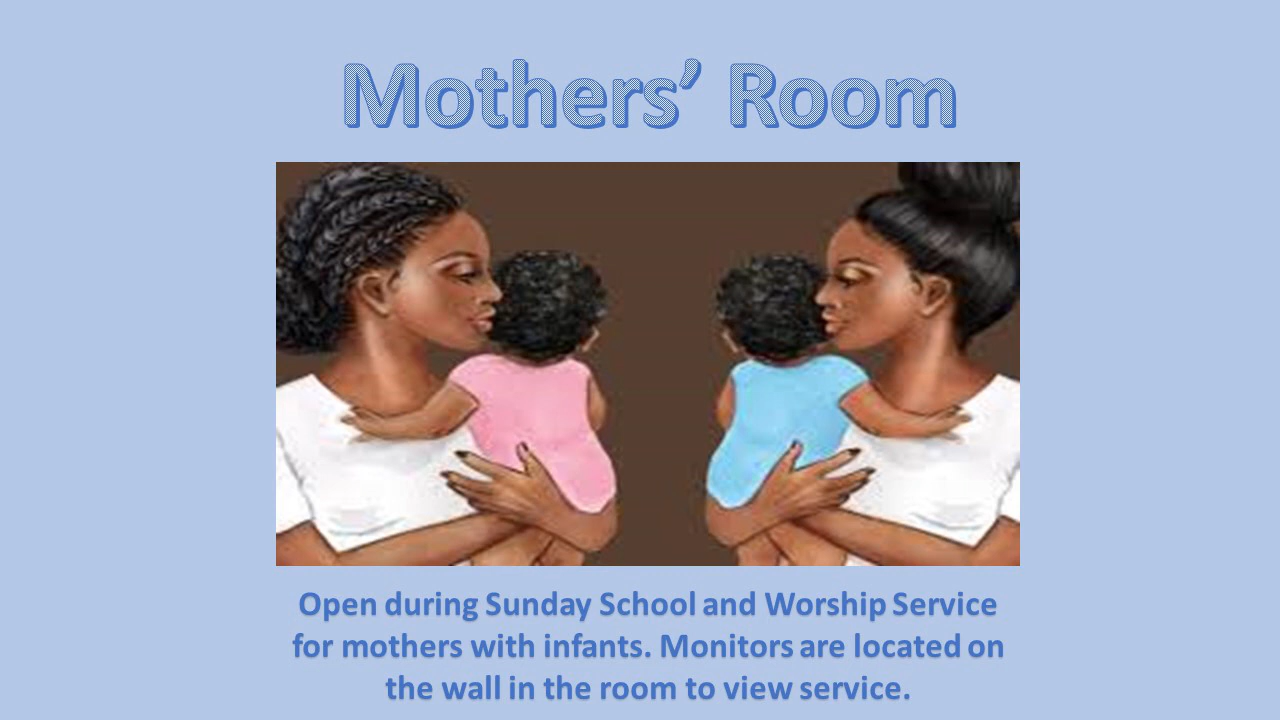 Mothers’ Room
Open during Sunday School and Worship Service
for mothers with infants. Monitors are located on
the wall in the room to view service.